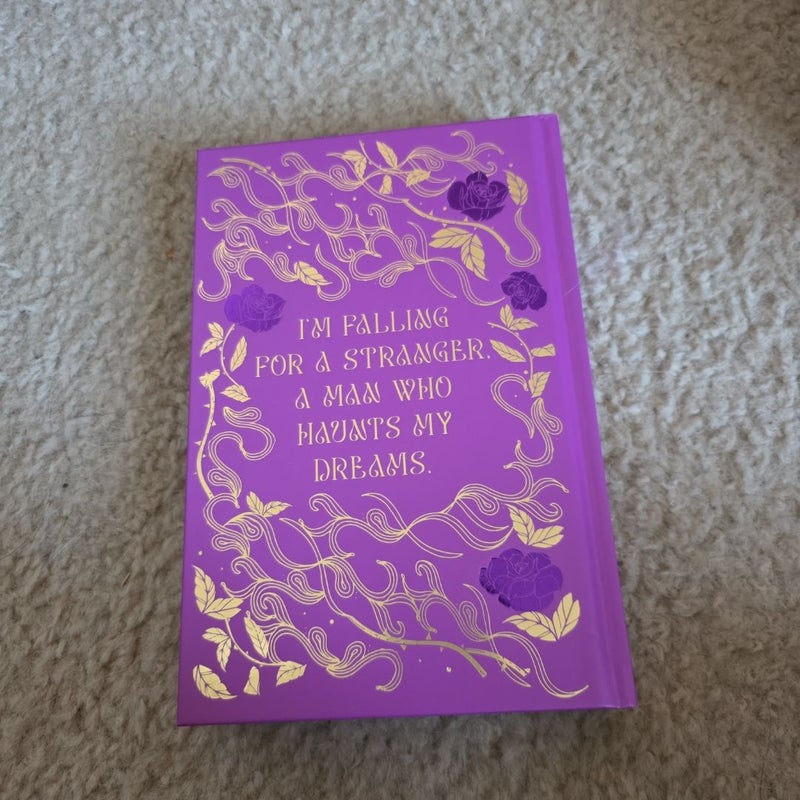 I'M FALLING
FOR A STRANGER.
A MAN WHO
HAUNTS MY
DREAMS.